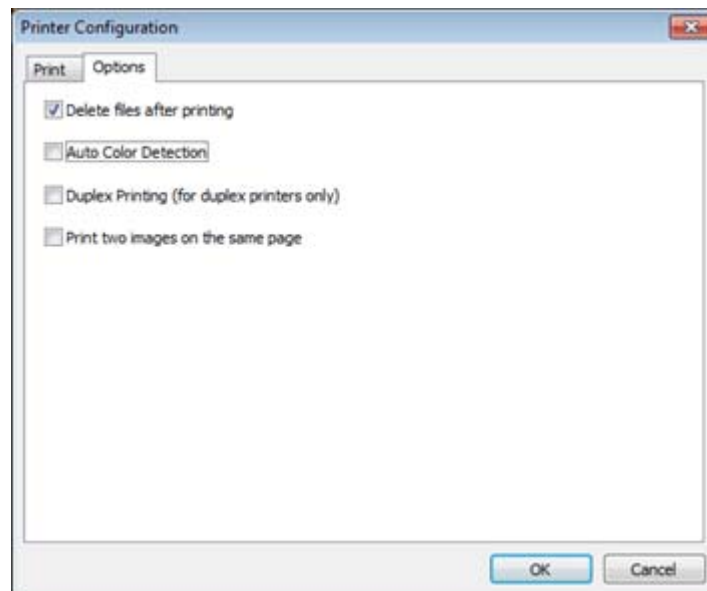 Printer Configuration
Print Options
Delete files after printing
Auto Color Detection
Duplex Printing (for duplex printers only)
Print two images on the same page
OK Cancel